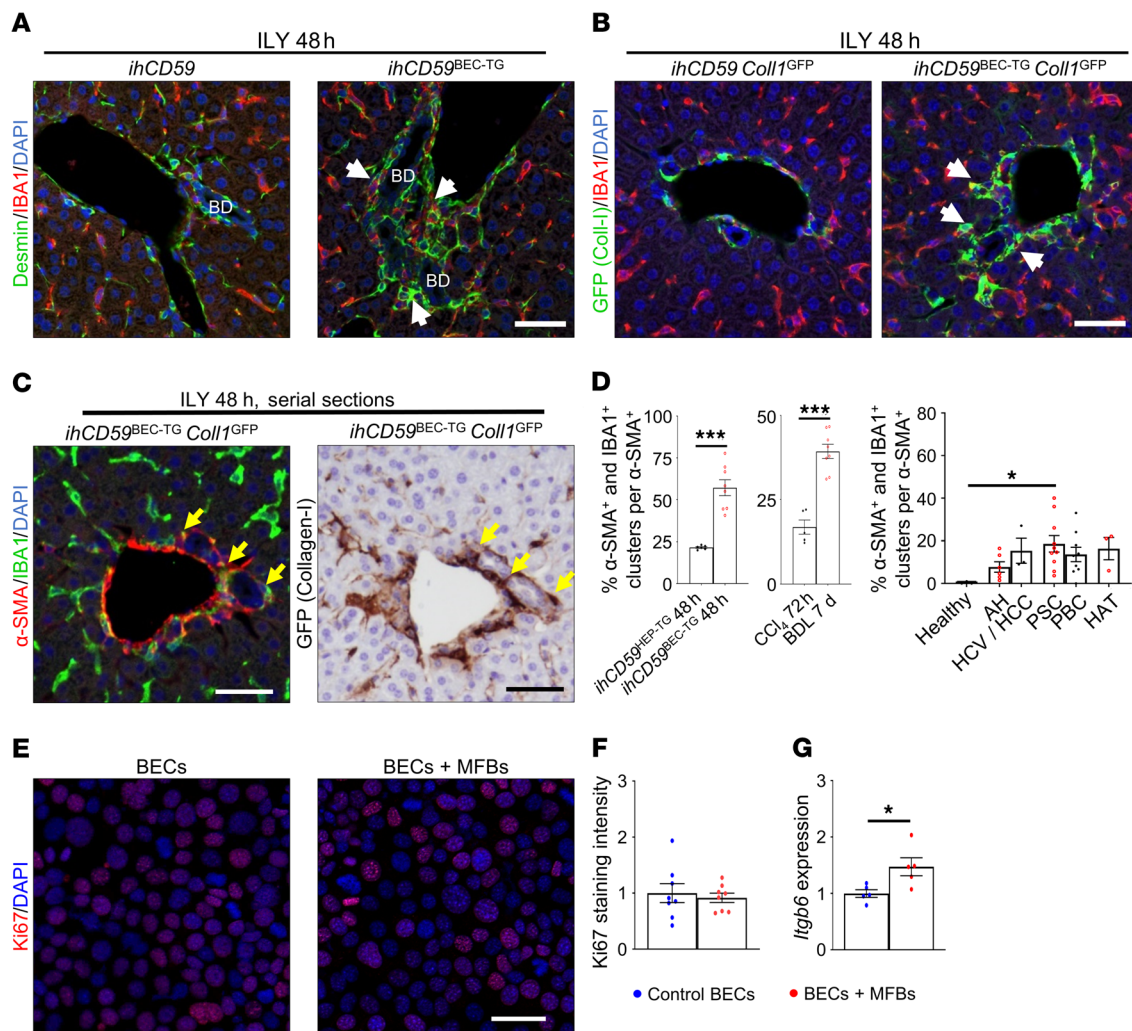 A
ILY 48 h
ihCD59
ihCD59BEC-TG
Desmin/IBA1/DAPI
BD
BD
BD
B
ILY 48 h
ihCD59 Coll1GFP
ihCD59BEC-TG Coll1GFP
GFP (Coll-I)/IBA1/DAPI
C
ILY 48 h, serial sections
ihCD59BEC-TG Coll1GFP
ihCD59BEC-TG Coll1GFP
α-SMA/IBA1/DAPI
GFP (Collagen-I)
D
% α-SMA+ and IBA1+
clusters per α-SMA+
100
75
50
25
0
***
ihCD59HEP-TG 48 h
ihCD59BEC-TG 48 h
50
25
0
***
CCl4 72h
BDL 7 d
% α-SMA+ and IBA1+
clusters per α-SMA+
80
60
40
20
0
*
Healthy
AH
HCV / HCC
PSC
PBC
HAT
E
BECs
BECs + MFBs
Ki67/DAPI
F
Ki67 staining intensity
3
2
1
0
G
Itgb6 expression
3
2
1
0
*
Control BECs
BECs + MFBs